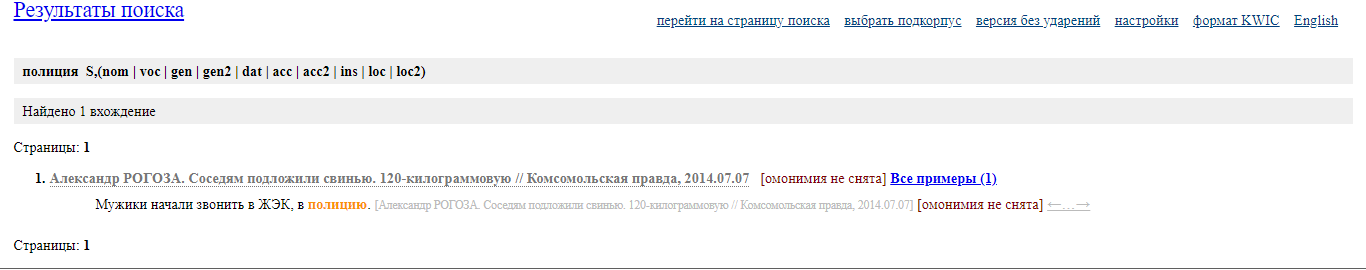 Результаты поиска
перейти на страницу поиска выбрать подкорпус версия без ударений настройки формат KWIC English
полиция S,(nom | voc | gen | gen2 | dat | acc | acc2 | ins | loc | loc2)
Найдено 1 вхождение
Страницы: 1
1. Александр РОГОЗА. Соседям подложили свинью. 120-килограммовую // Комсомольская правда, 2014.07.07 [омонимия не снята] Все примеры (1)
Мужики начали звонить в ЖЭК, в полицию. [Александр РОГОЗА. Соседям подложили свинью. 120-килограммовую // Комсомольская правда, 2014.07.07] [омонимия не снята] ←…→
Страницы: 1